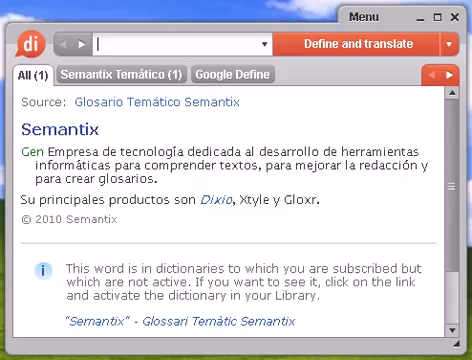 Menu
di
Define and translate
All (1)
Semantix Temático (1)
Google Define
Source: Glosario Temático Semantix
Semantix
Gen Empresa de tecnología dedicada al desarrollo de herramientas
informáticas para comprender textos, para mejorar la redacción y
para crear glosarios.
Su principales productos son Dixio, Xtyle y Gloxr.
© 2010 Semantix
This word is in dictionaries to which you are subscribed but
which are not active. If you want to see it, click on the link
and activate the dictionary in your Library.
"Semantix" - Glossari Temàtic Semantix